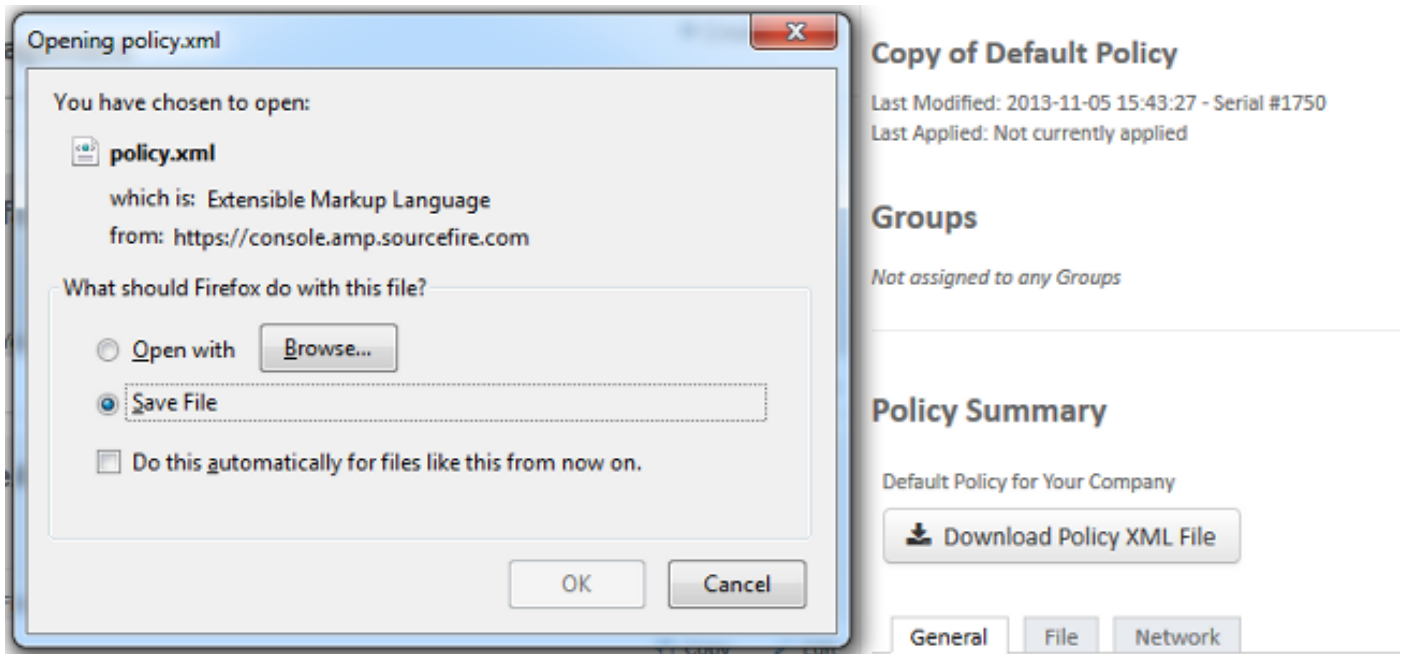 Opening policy.xml
You have chosen to open:
policy.xml
which is: Extensible Markup Language
from: https://console.amp.sourcefire.com
What should Firefox do with this file?
Open with
Browse...
Save File
Do this automatically for files like this from now on.
OK
Cancel
Copy of Default Policy
Last Modified: 2013-11-05 15:43:27 - Serial #1750
Last Applied: Not currently applied
Groups
Not assigned to any Groups
Policy Summary
Default Policy for Your Company
Download Policy XML File
General
File
Network